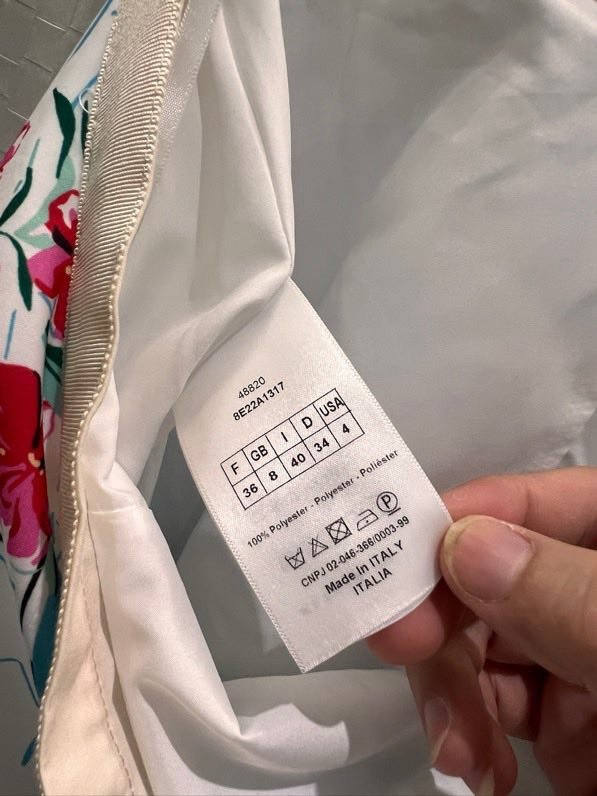 48820
8E22A1317
F GB I D USA
36 8 40 34 4
100% Polyester - Polyester - Poliéster
P
CNPJ 02-046-366/0003-99
Made in ITALY
ITALIA